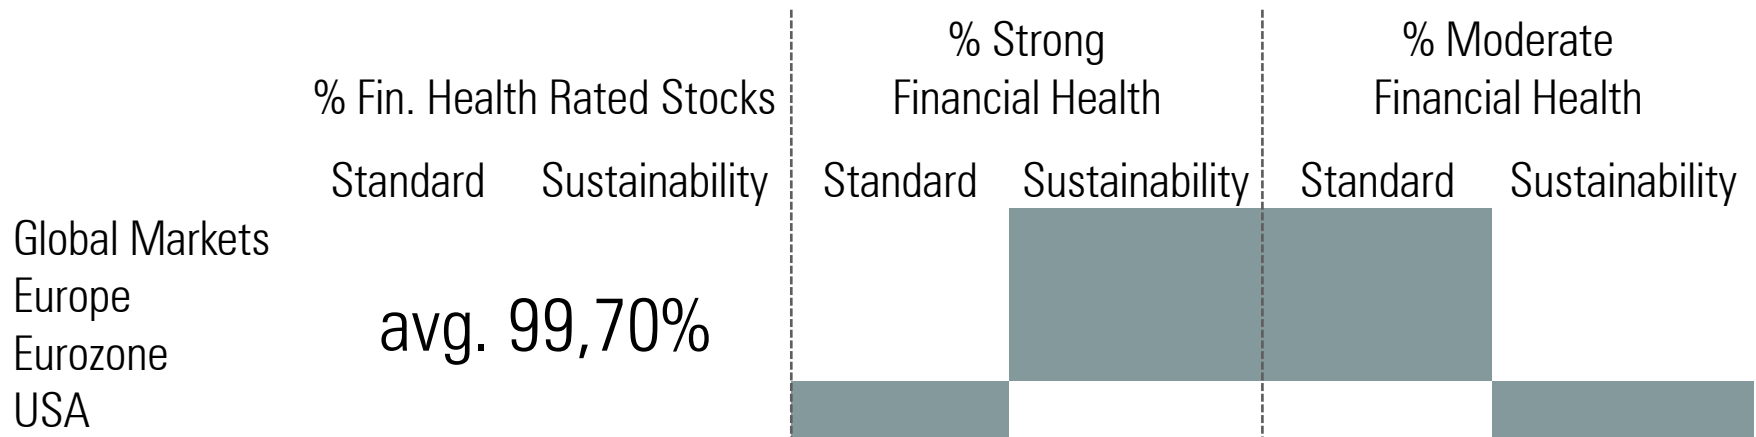 % Fin. Health Rated Stocks
% Strong
Financial Health
% Moderate
Financial Health
Standard Sustainability Standard Sustainability Standard Sustainability
Global Markets
Europe
Eurozone
USA
avg. 99,70%